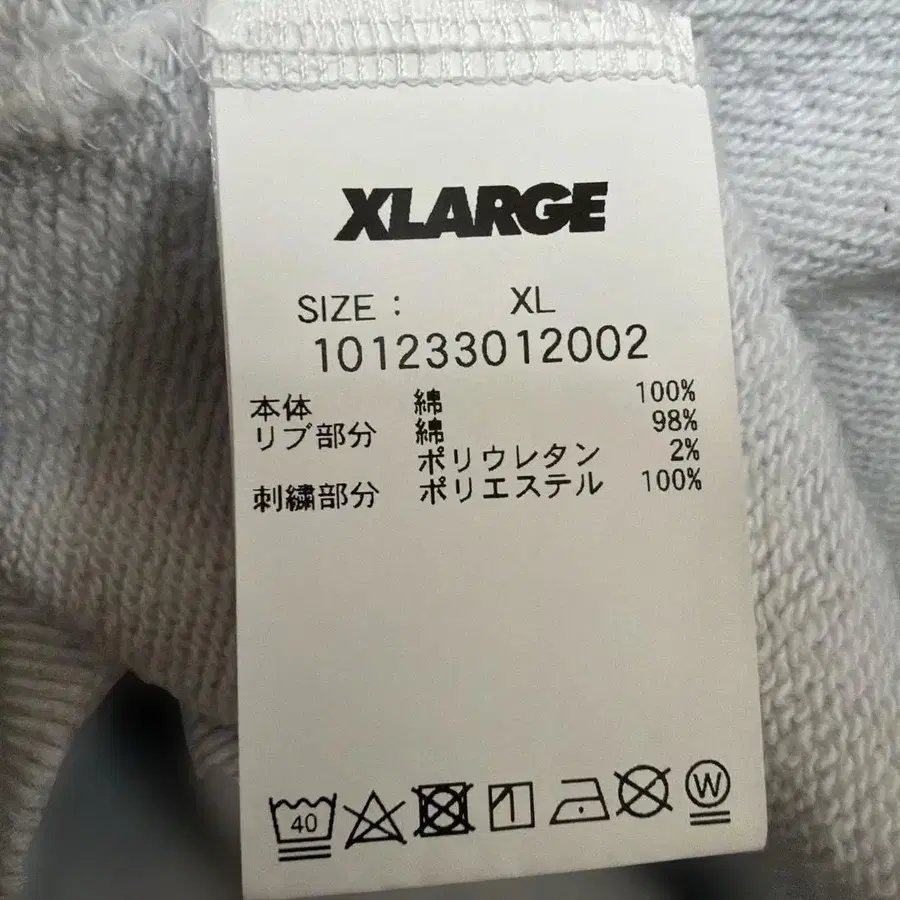 XLARGE
SIZE : XL
101233012002
本体 綿 100%
リブ部分 綿 98%
ポリウレタン 2%
刺繍部分 ポリエステル 100%
40 W